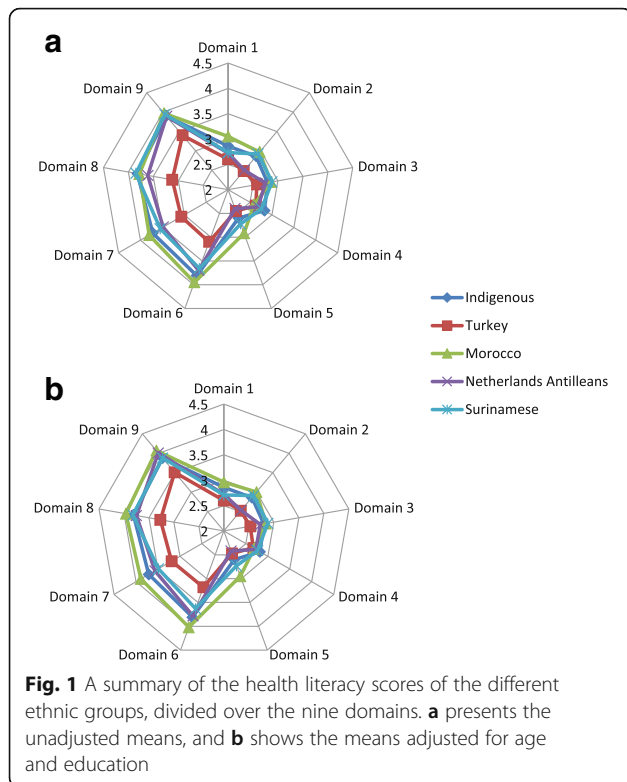 a
Domain 1
4.5
4
3.5
3
2.5
2
Domain 2
Domain 3
Domain 4
Domain 5
Domain 6
Domain 7
Domain 8
Domain 9
Indigenous
Turkey
Morocco
Netherlands Antilleans
Surinamese
b
Domain 1
4.5
4
3.5
3
2.5
2
Domain 2
Domain 3
Domain 4
Domain 5
Domain 6
Domain 7
Domain 8
Domain 9
Fig. 1 A summary of the health literacy scores of the different
ethnic groups, divided over the nine domains. a presents the
unadjusted means, and b shows the means adjusted for age
and education